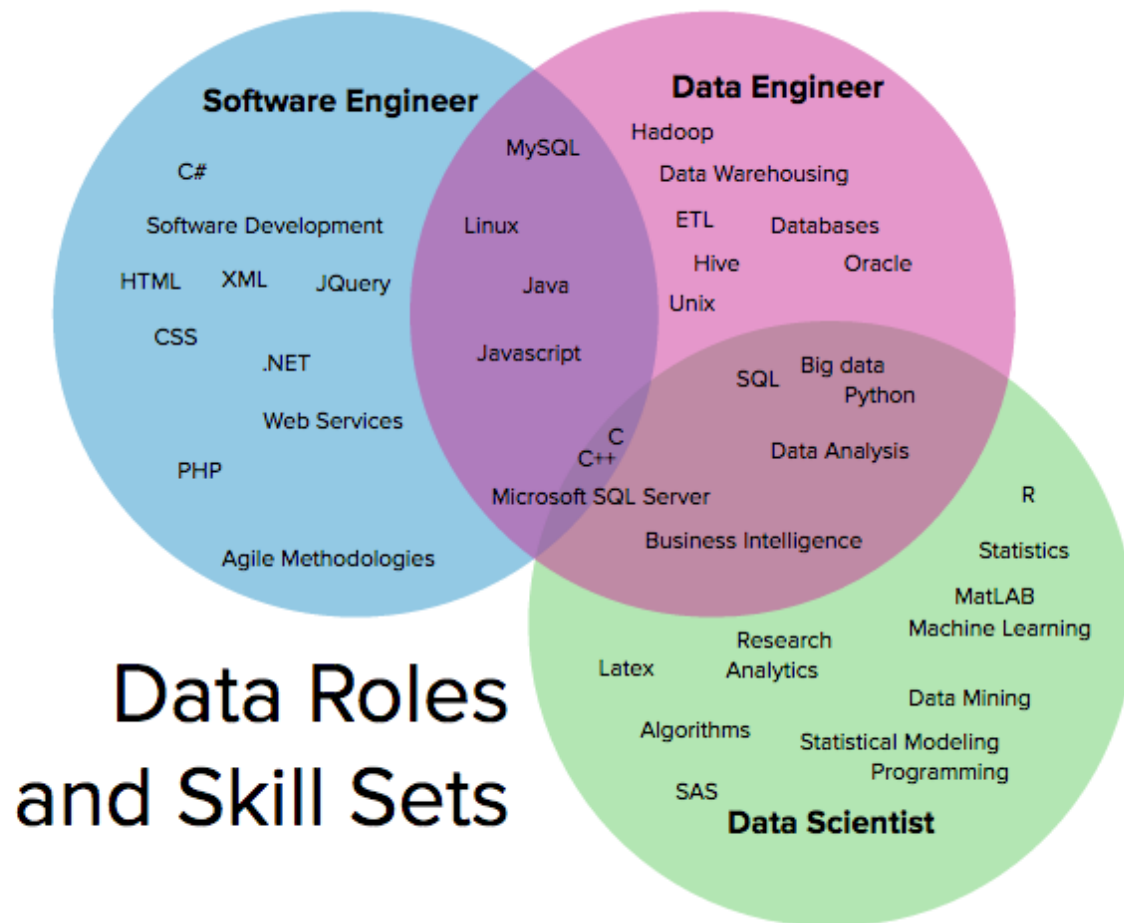 Software Engineer
C#
Software Development
HTML
XML
JQuery
CSS
.NET
Web Services
PHP
Agile Methodologies
MySQL
Linux
Java
Javascript
C
C++
Microsoft SQL Server
Data Engineer
Hadoop
Data Warehousing
ETL
Databases
Hive
Oracle
Unix
SQL
Big data
Python
Data Analysis
Business Intelligence
R
Statistics
MatLAB
Machine Learning
Research
Analytics
Latex
Data Mining
Algorithms
Statistical Modeling
Programming
SAS
Data Scientist
Data Roles
and Skill Sets